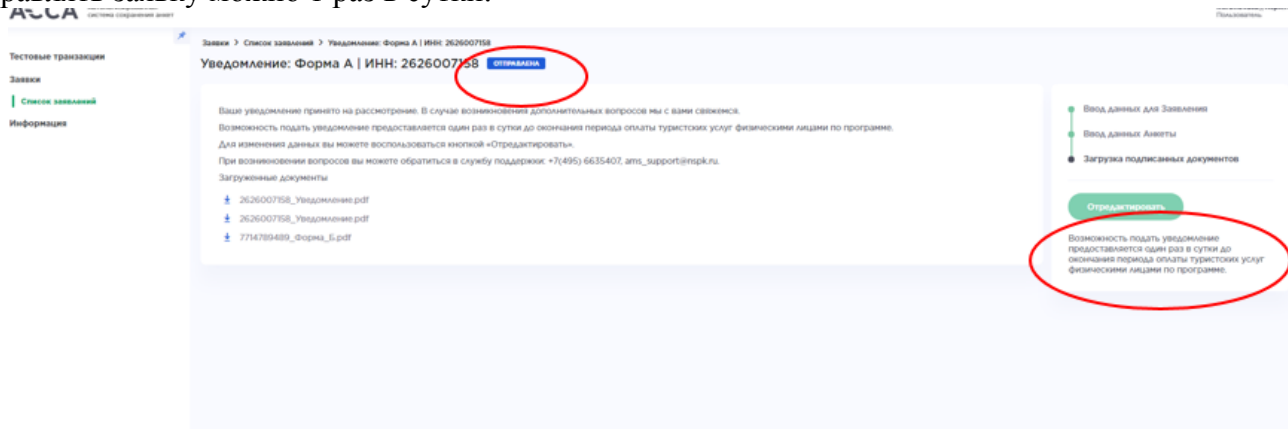 заявку можно 1 раз в сутки.
АССА
система сохранения анкет
Пользователь
Тестовые транзакции
Заявки
Список заявлений
Информация
Заявки > Список заявлений > Уведомление: Форма А | ИНН: 2626007158
Уведомление: Форма А | ИНН: 2626007158 ОТПРАВЛЕНА
Ваше уведомление принято на рассмотрение. В случае возникновения дополнительных вопросов мы с вами свяжемся.
Возможность подать уведомление предоставляется один раз в сутки до окончания периода оплаты туристских услуг физическими лицами по программе.
Для изменения данных вы можете воспользоваться кнопкой «Отредактировать».
При возникновении вопросов вы можете обратиться в службу поддержки: +7(495) 6635407, ams_support@nspk.ru.
Загруженные документы
2626007158_Уведомление.pdf
2626007158_Уведомление.pdf
7714789489_Форма_Б.pdf
Ввод данных для Заявления
Ввод данных Анкеты
Загрузка подписанных документов
Отредактировать
Возможность подать уведомление
предоставляется один раз в сутки до
окончания периода оплаты туристских услуг
физическими лицами по программе.